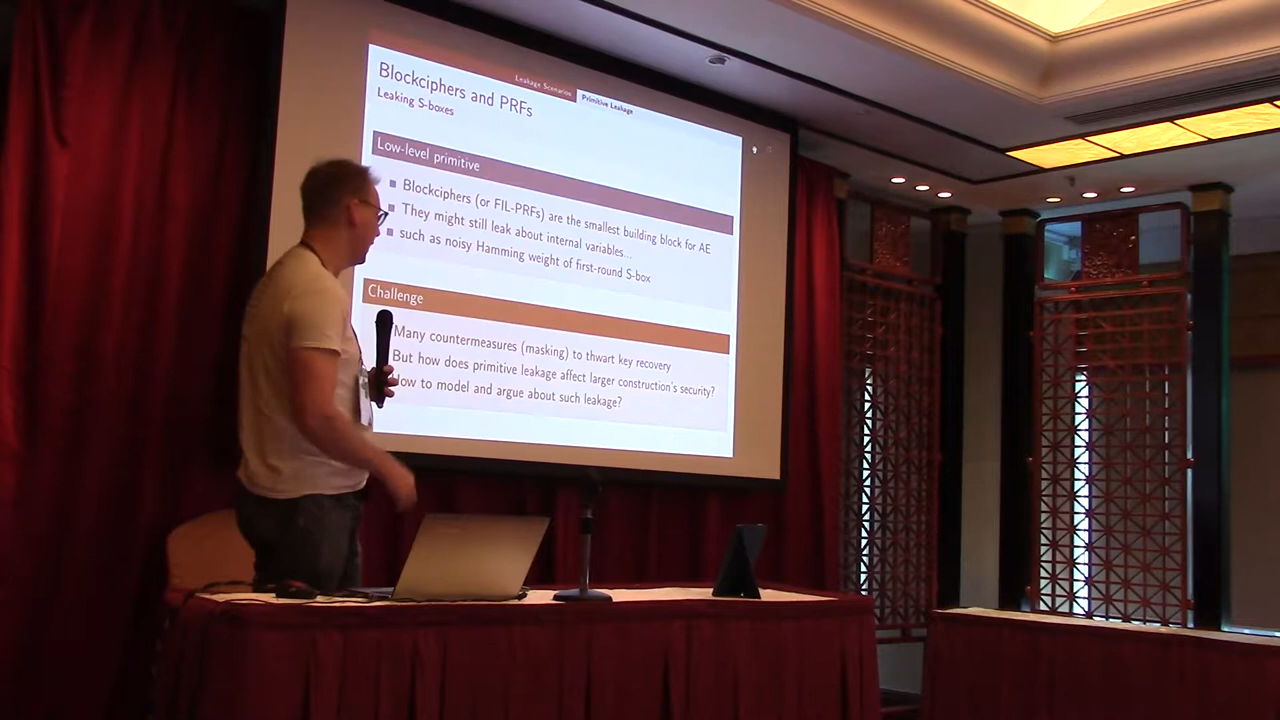 Leakage Scenarios
Primitive Leakage
Blockciphers and PRFs
Leaking S-boxes
Low-level primitive
Blockciphers (or FIL-PRFs) are the smallest building block for AE
They might still leak about internal variables...
such as noisy Hamming weight of first-round S-box
Challenge
Many countermeasures (masking) to thwart key recovery
But how does primitive leakage affect larger construction's security?
to model and argue about such leakage?